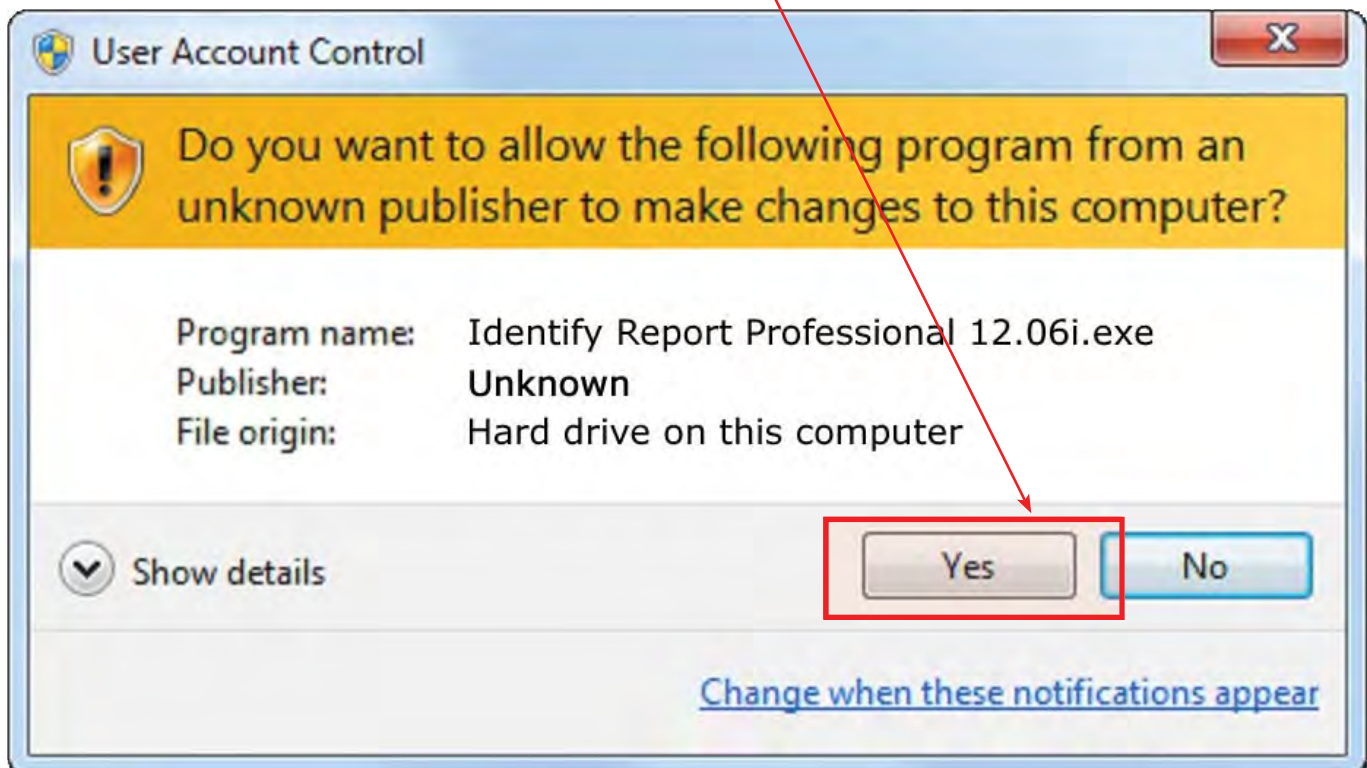 User Account Control
Do you want to allow the following program from an
unknown publisher to make changes to this computer?
Program name: Identify Report Professional 12.06i.exe
Publisher: Unknown
File origin: Hard drive on this computer
Show details
Yes No
Change when these notifications appear